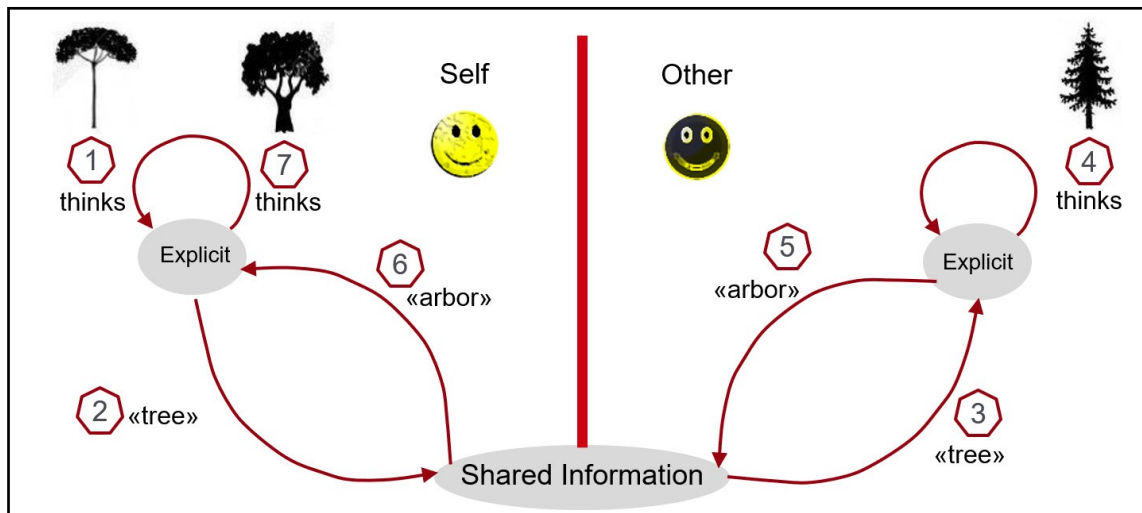 Self
Other
1
thinks
7
thinks
4
thinks
Explicit
Explicit
6
«arbor»
5
«arbor»
2
«tree»
3
«tree»
Shared Information